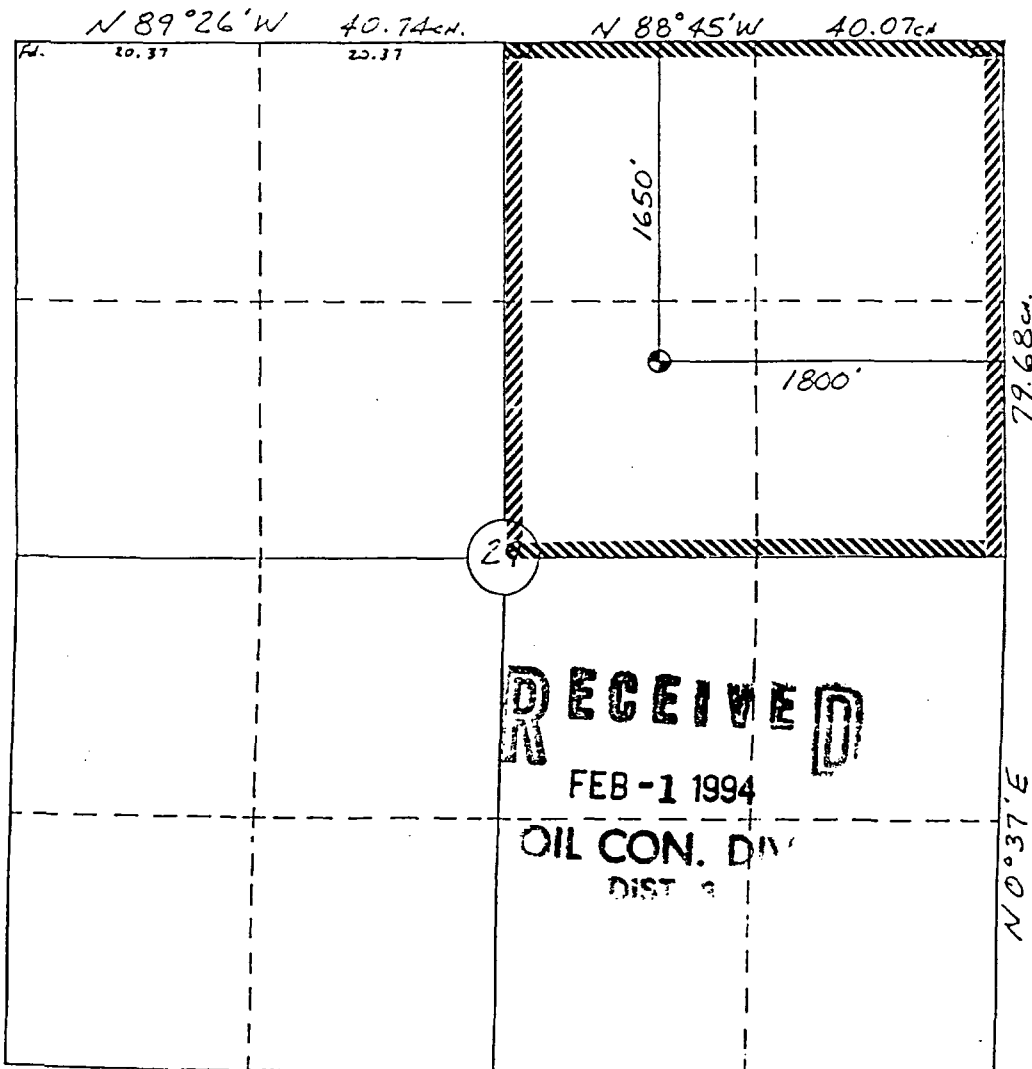 N 89°26'W 40.74CH. N 88°45'W 40.07CH
Fd. 20.37 20.37
1650'
1800'
79.68CH.
RECEIVED
FEB -1 1994
OIL CON. DIV
DIST
N 0°37'E